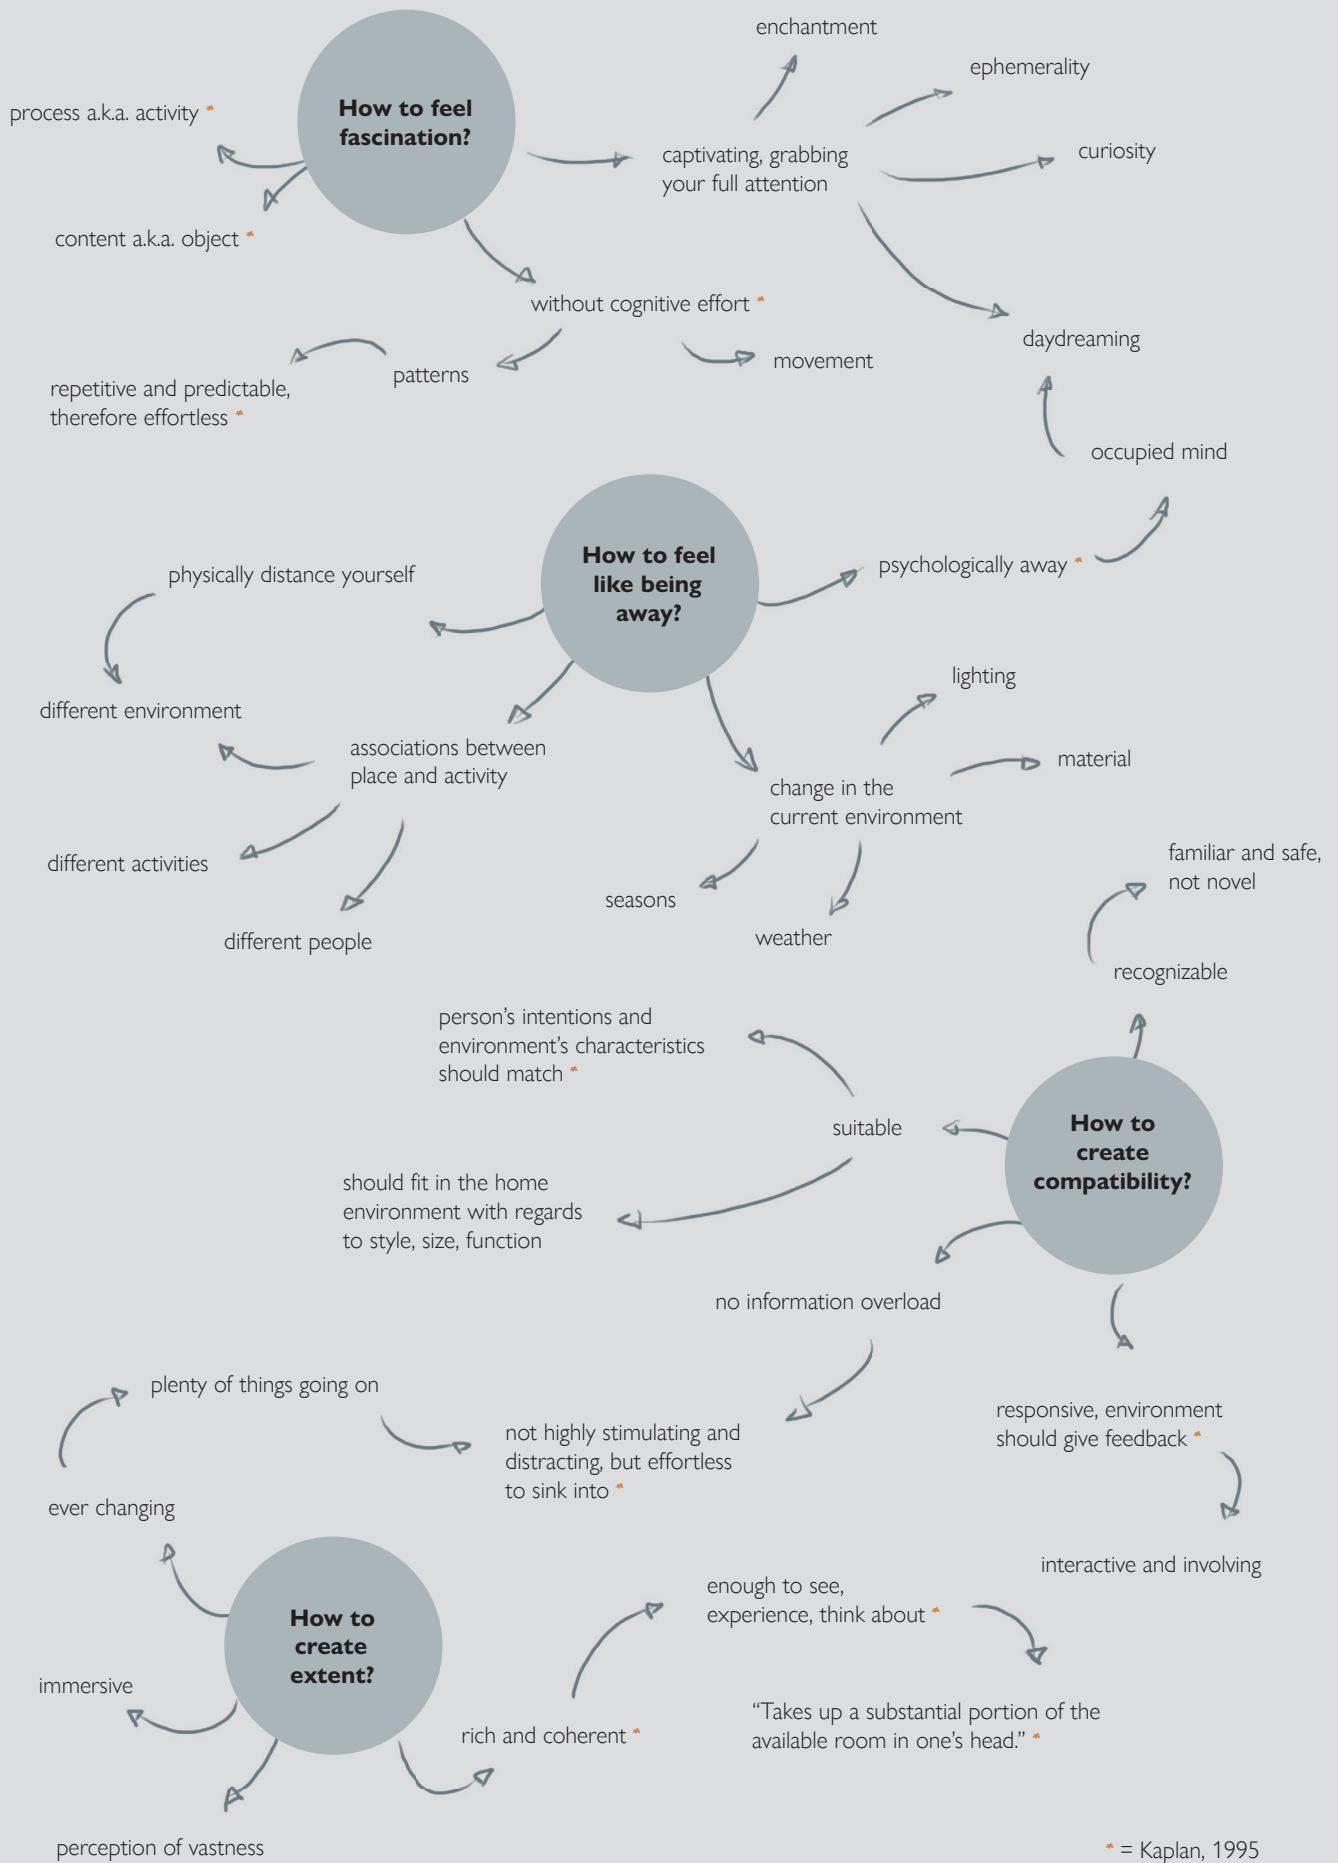 enchantment
ephemerality
process a.k.a. activity *
How to feel
fascination?
captivating, grabbing
your full attention
curiosity
content a.k.a. object *
without cognitive effort *
daydreaming
movement
patterns
repetitive and predictable,
therefore effortless *
occupied mind
How to feel
like being
away?
psychologically away *
physically distance yourself
lighting
different environment
associations between
place and activity
material
change in the
current environment
different activities
familiar and safe,
not novel
seasons
weather
different people
recognizable
person's intentions and
environment's characteristics
should match *
suitable
How to
create
compatibility?
should fit in the home
environment with regards
to style, size, function
no information overload
plenty of things going on
responsive, environment
should give feedback *
not highly stimulating and
distracting, but effortless
to sink into *
ever changing
interactive and involving
enough to see,
experience, think about *
How to
create
extent?
immersive
rich and coherent *
“Takes up a substantial portion of the
available room in one's head.” *
perception of vastness
* = Kaplan, 1995